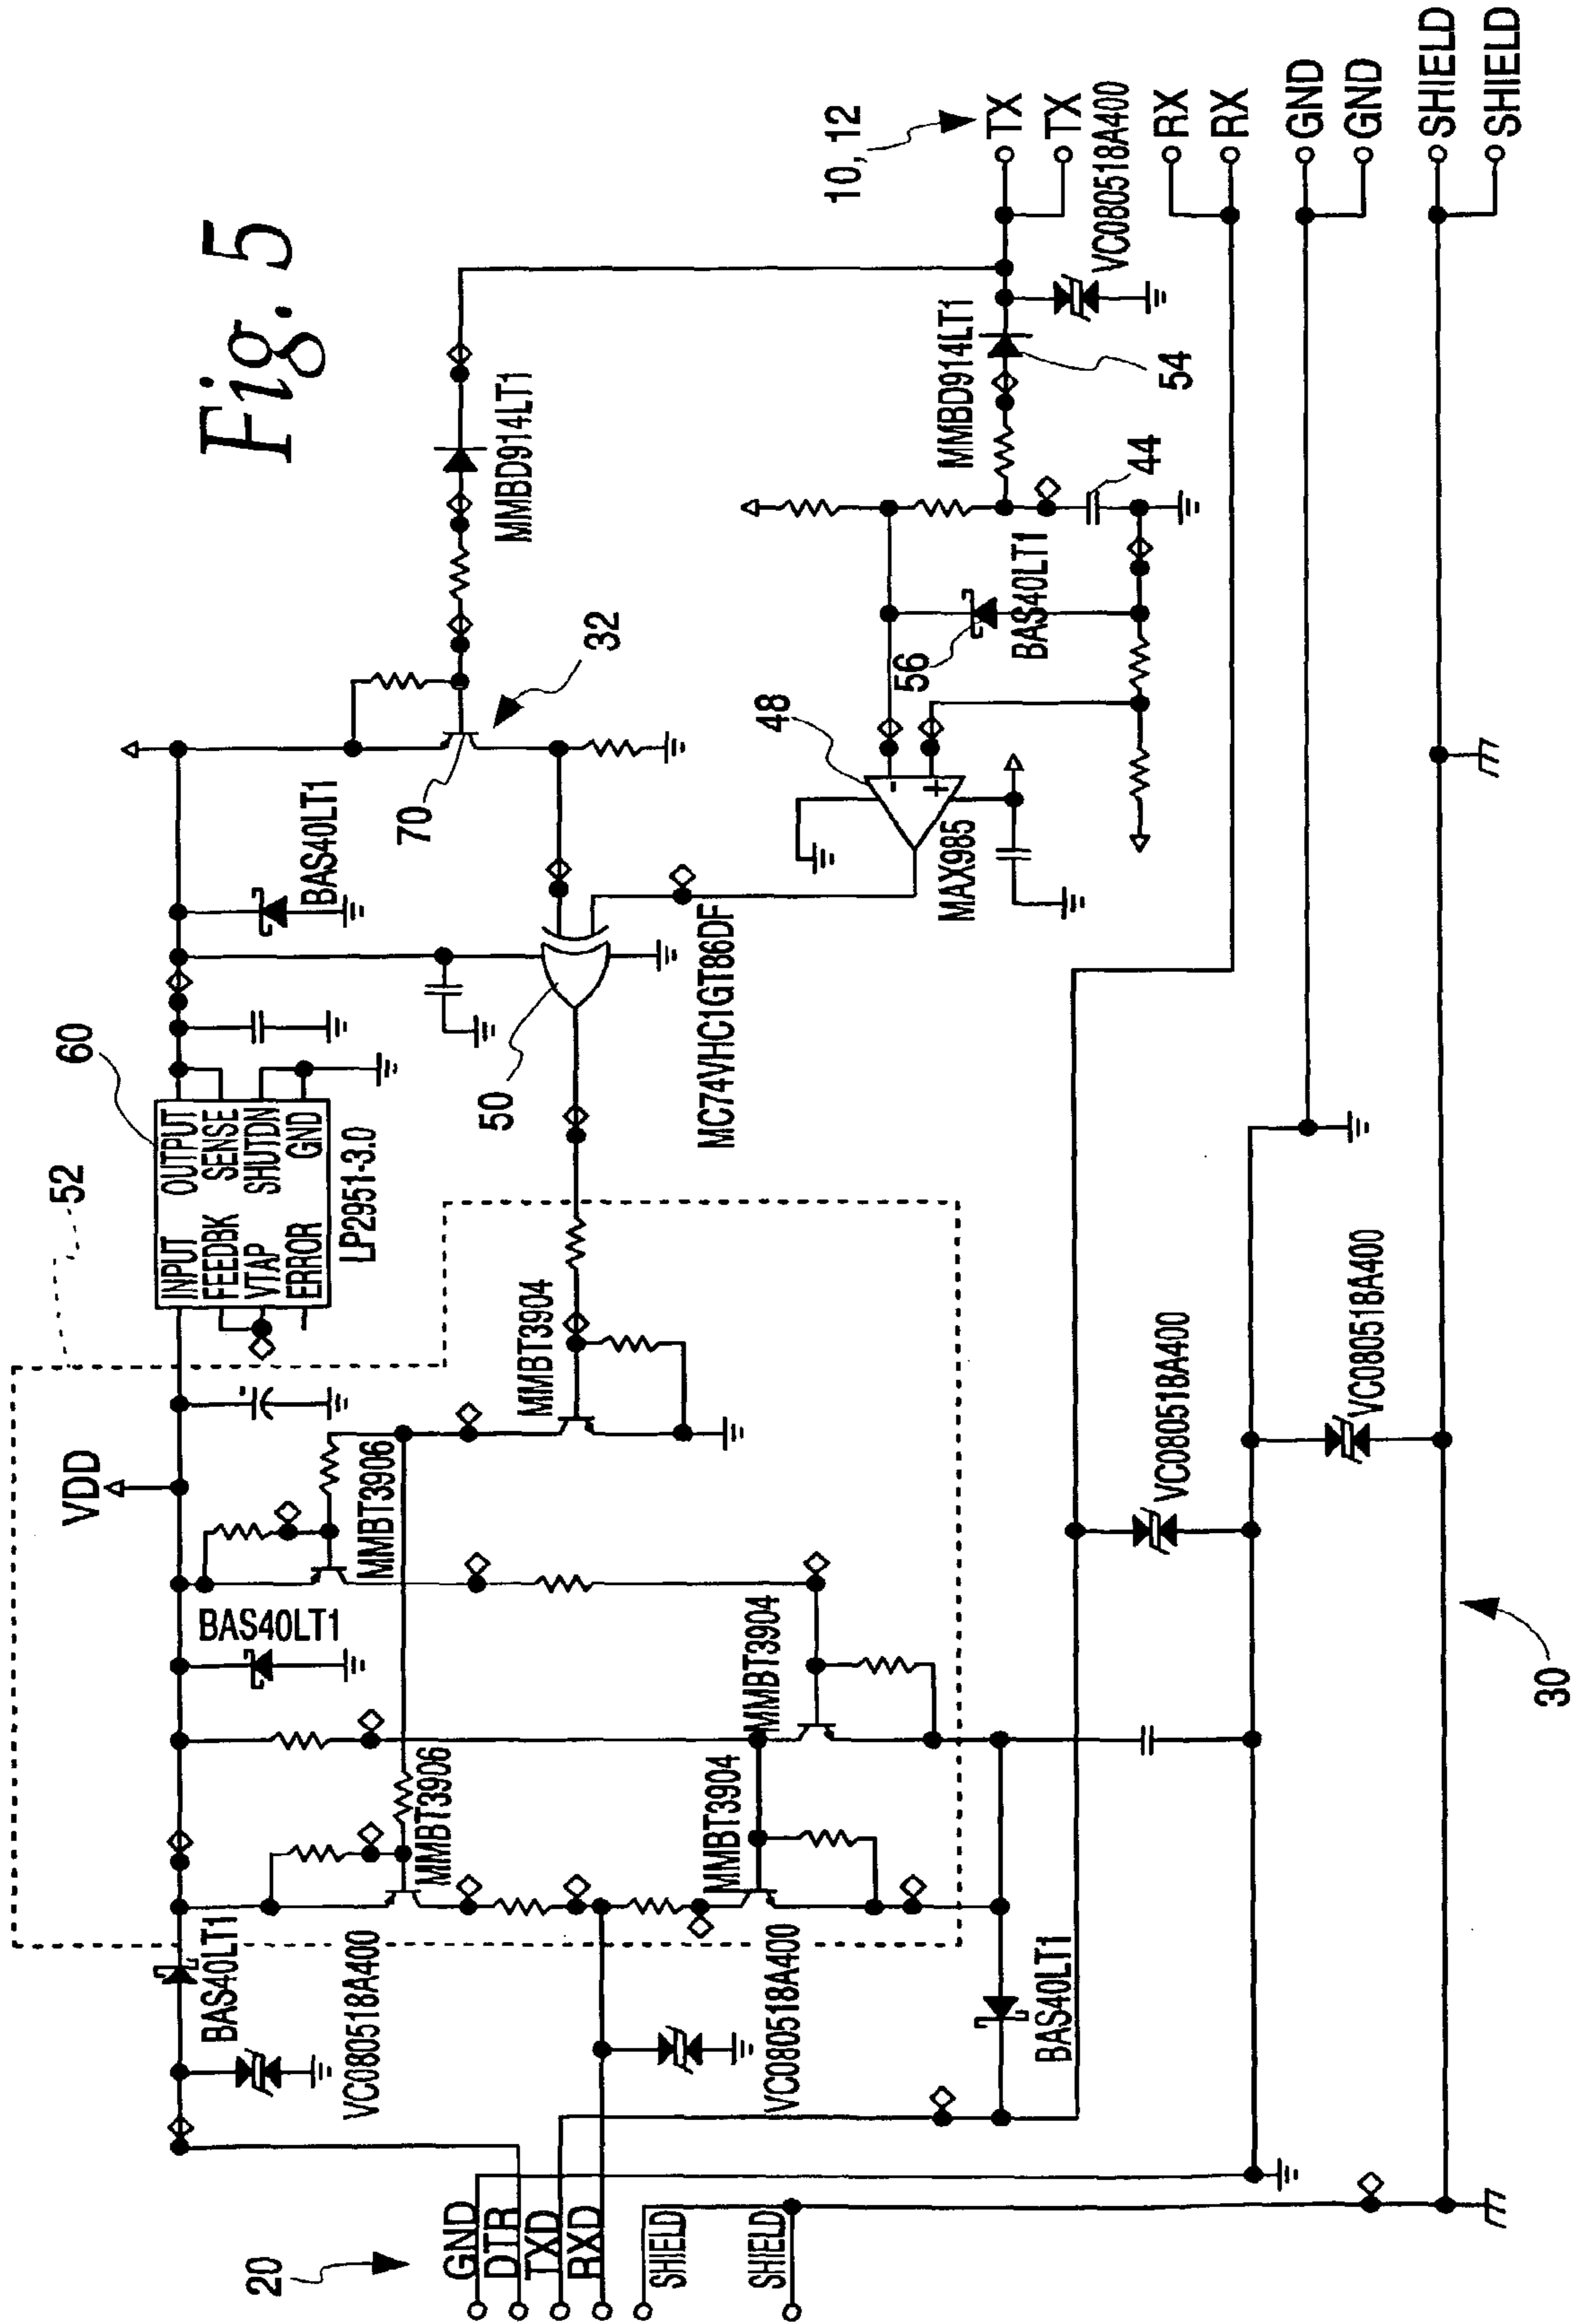 Fig. 5
52
60
VDD
INPUT OUTPUT
FEEDBK SENSE
VTAP SHUTDN
ERROR GND
LP2951-3.0
BAS40LT1
BAS40LT1
BAS40LT1
VC080518A400
MMBT3906
MMBT3906
MMBT3904
MMBT3904
MMBT3904
VC080518A400
BAS40LT1
50
MC74VHC1GT86DF
70
32
MMBD914LT1
48
MAX985
56
BAS40LT1
44
MMBD914LT1
54
VC080518A400
10, 12
TX
TX
RX
RX
GND
GND
SHIELD
SHIELD
20
GND
DTR
TXD
RXD
SHIELD
SHIELD
VC080518A400
VC080518A400
30